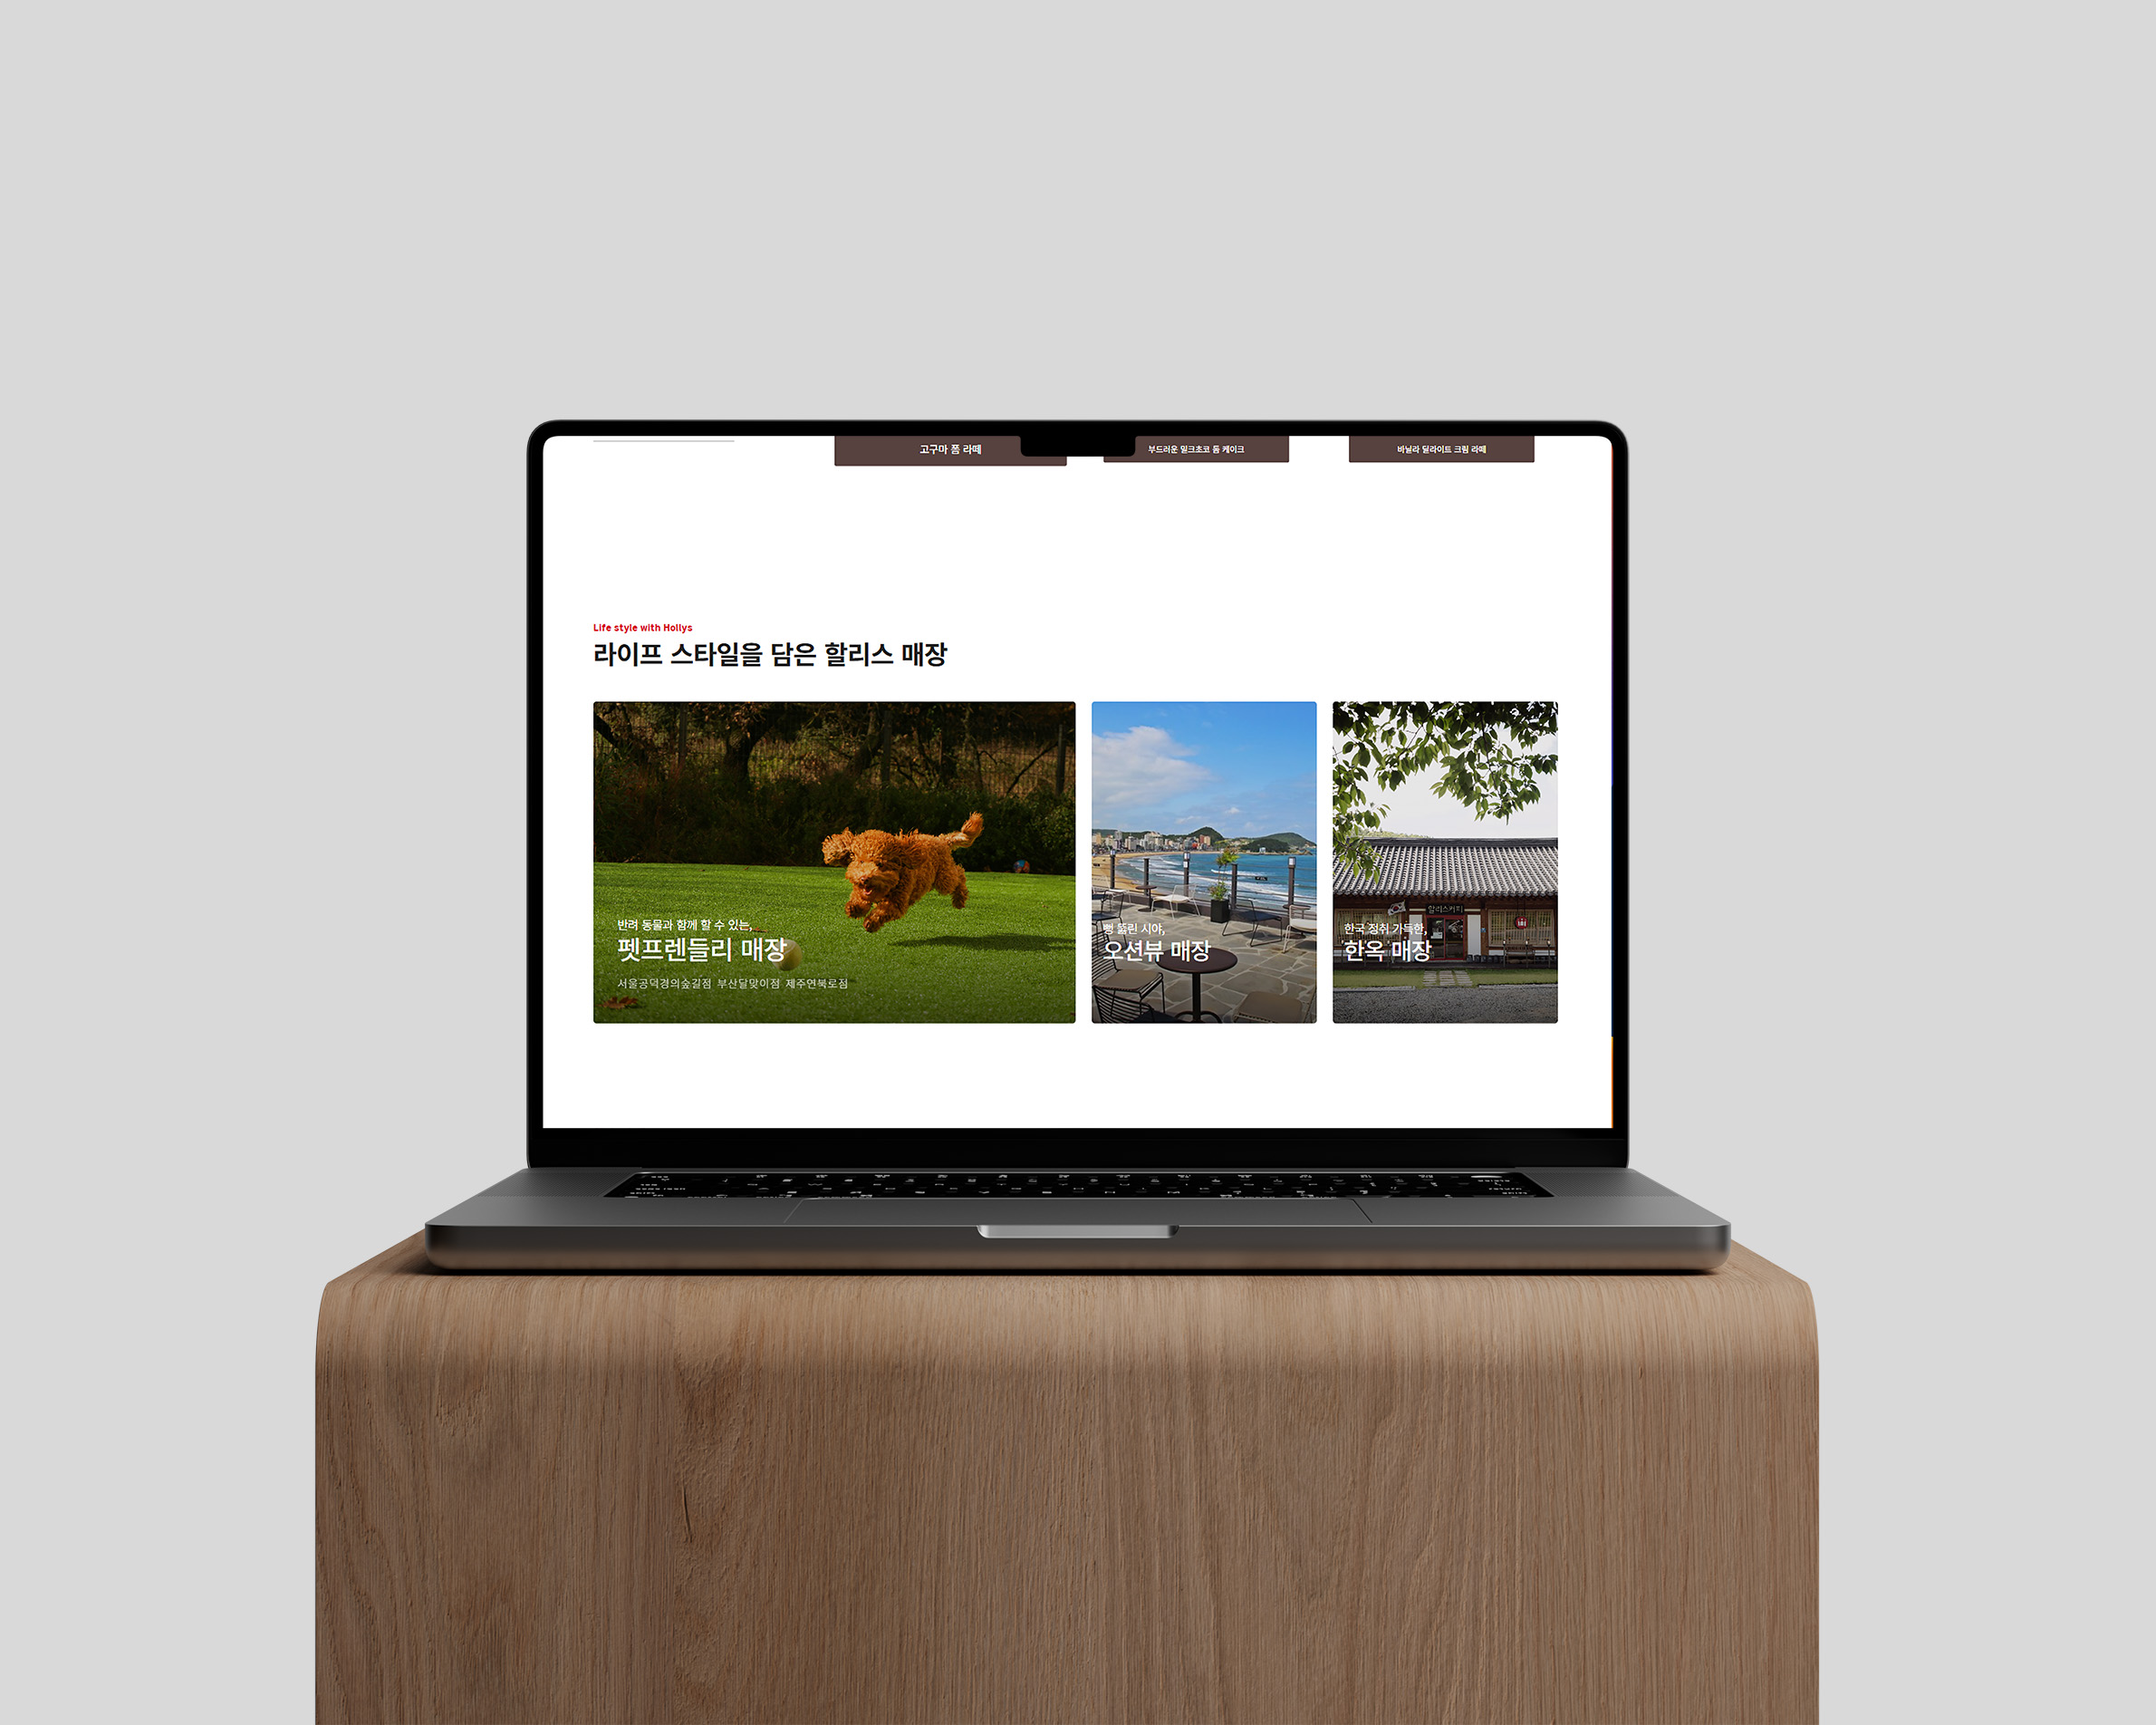 고구마 폼 라떼
부드러운 밀크초코 돔 케이크
바닐라 딜라이트 크림 라떼
Life style with Hollys
라이프 스타일을 담은 할리스 매장
반려 동물과 함께 할 수 있는,
펫프렌들리 매장
서울공덕경의숲길점 부산달맞이점 제주연북로점
뻥 뚫린 시야,
오션뷰 매장
할리스커피
한국 정취 가득한,
한옥 매장